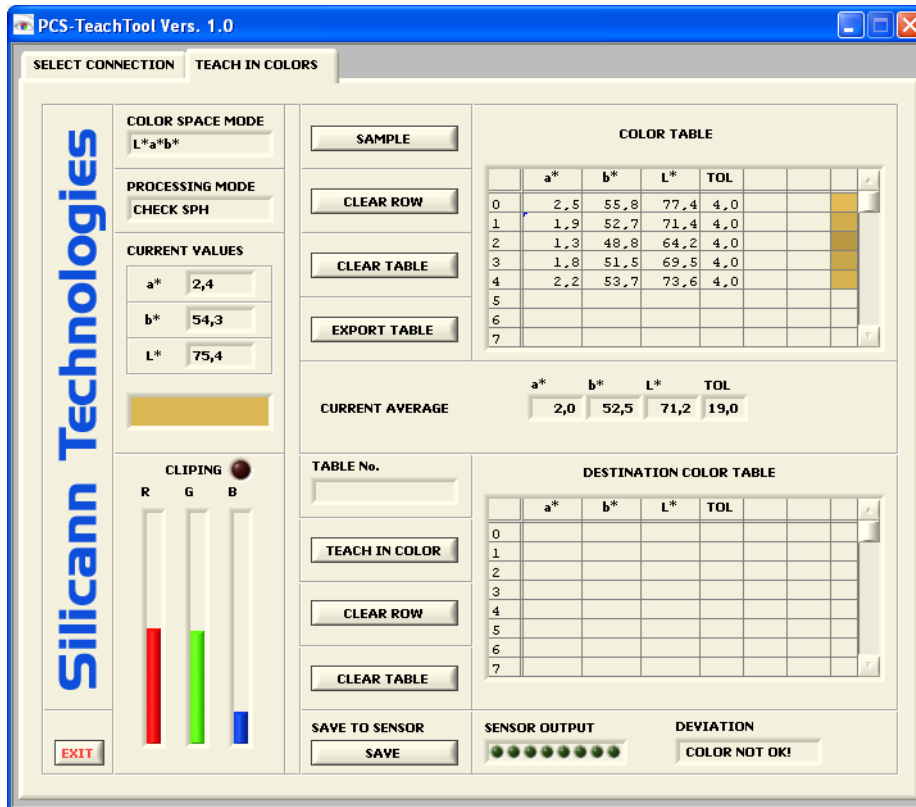 PCS-TeachTool Vers. 1.0
SELECT CONNECTION TEACH IN COLORS
Silicann Technologies
COLOR SPACE MODE
L*a*b*
PROCESSING MODE
CHECK SPH
CURRENT VALUES
a* 2,4
b* 54,3
L* 75,4
CLIPING
R G B
EXIT
SAMPLE
CLEAR ROW
CLEAR TABLE
EXPORT TABLE
COLOR TABLE
a* b* L* TOL
0 2,5 55,8 77,4 4,0
1 1,9 52,7 71,4 4,0
2 1,3 48,8 64,2 4,0
3 1,8 51,5 69,5 4,0
4 2,2 53,7 73,6 4,0
5
6
7
a* b* L* TOL
CURRENT AVERAGE 2,0 52,5 71,2 19,0
TABLE No.
TEACH IN COLOR
CLEAR ROW
CLEAR TABLE
DESTINATION COLOR TABLE
a* b* L* TOL
0
1
2
3
4
5
6
7
SAVE TO SENSOR
SAVE
SENSOR OUTPUT
DEVIATION
COLOR NOT OK!